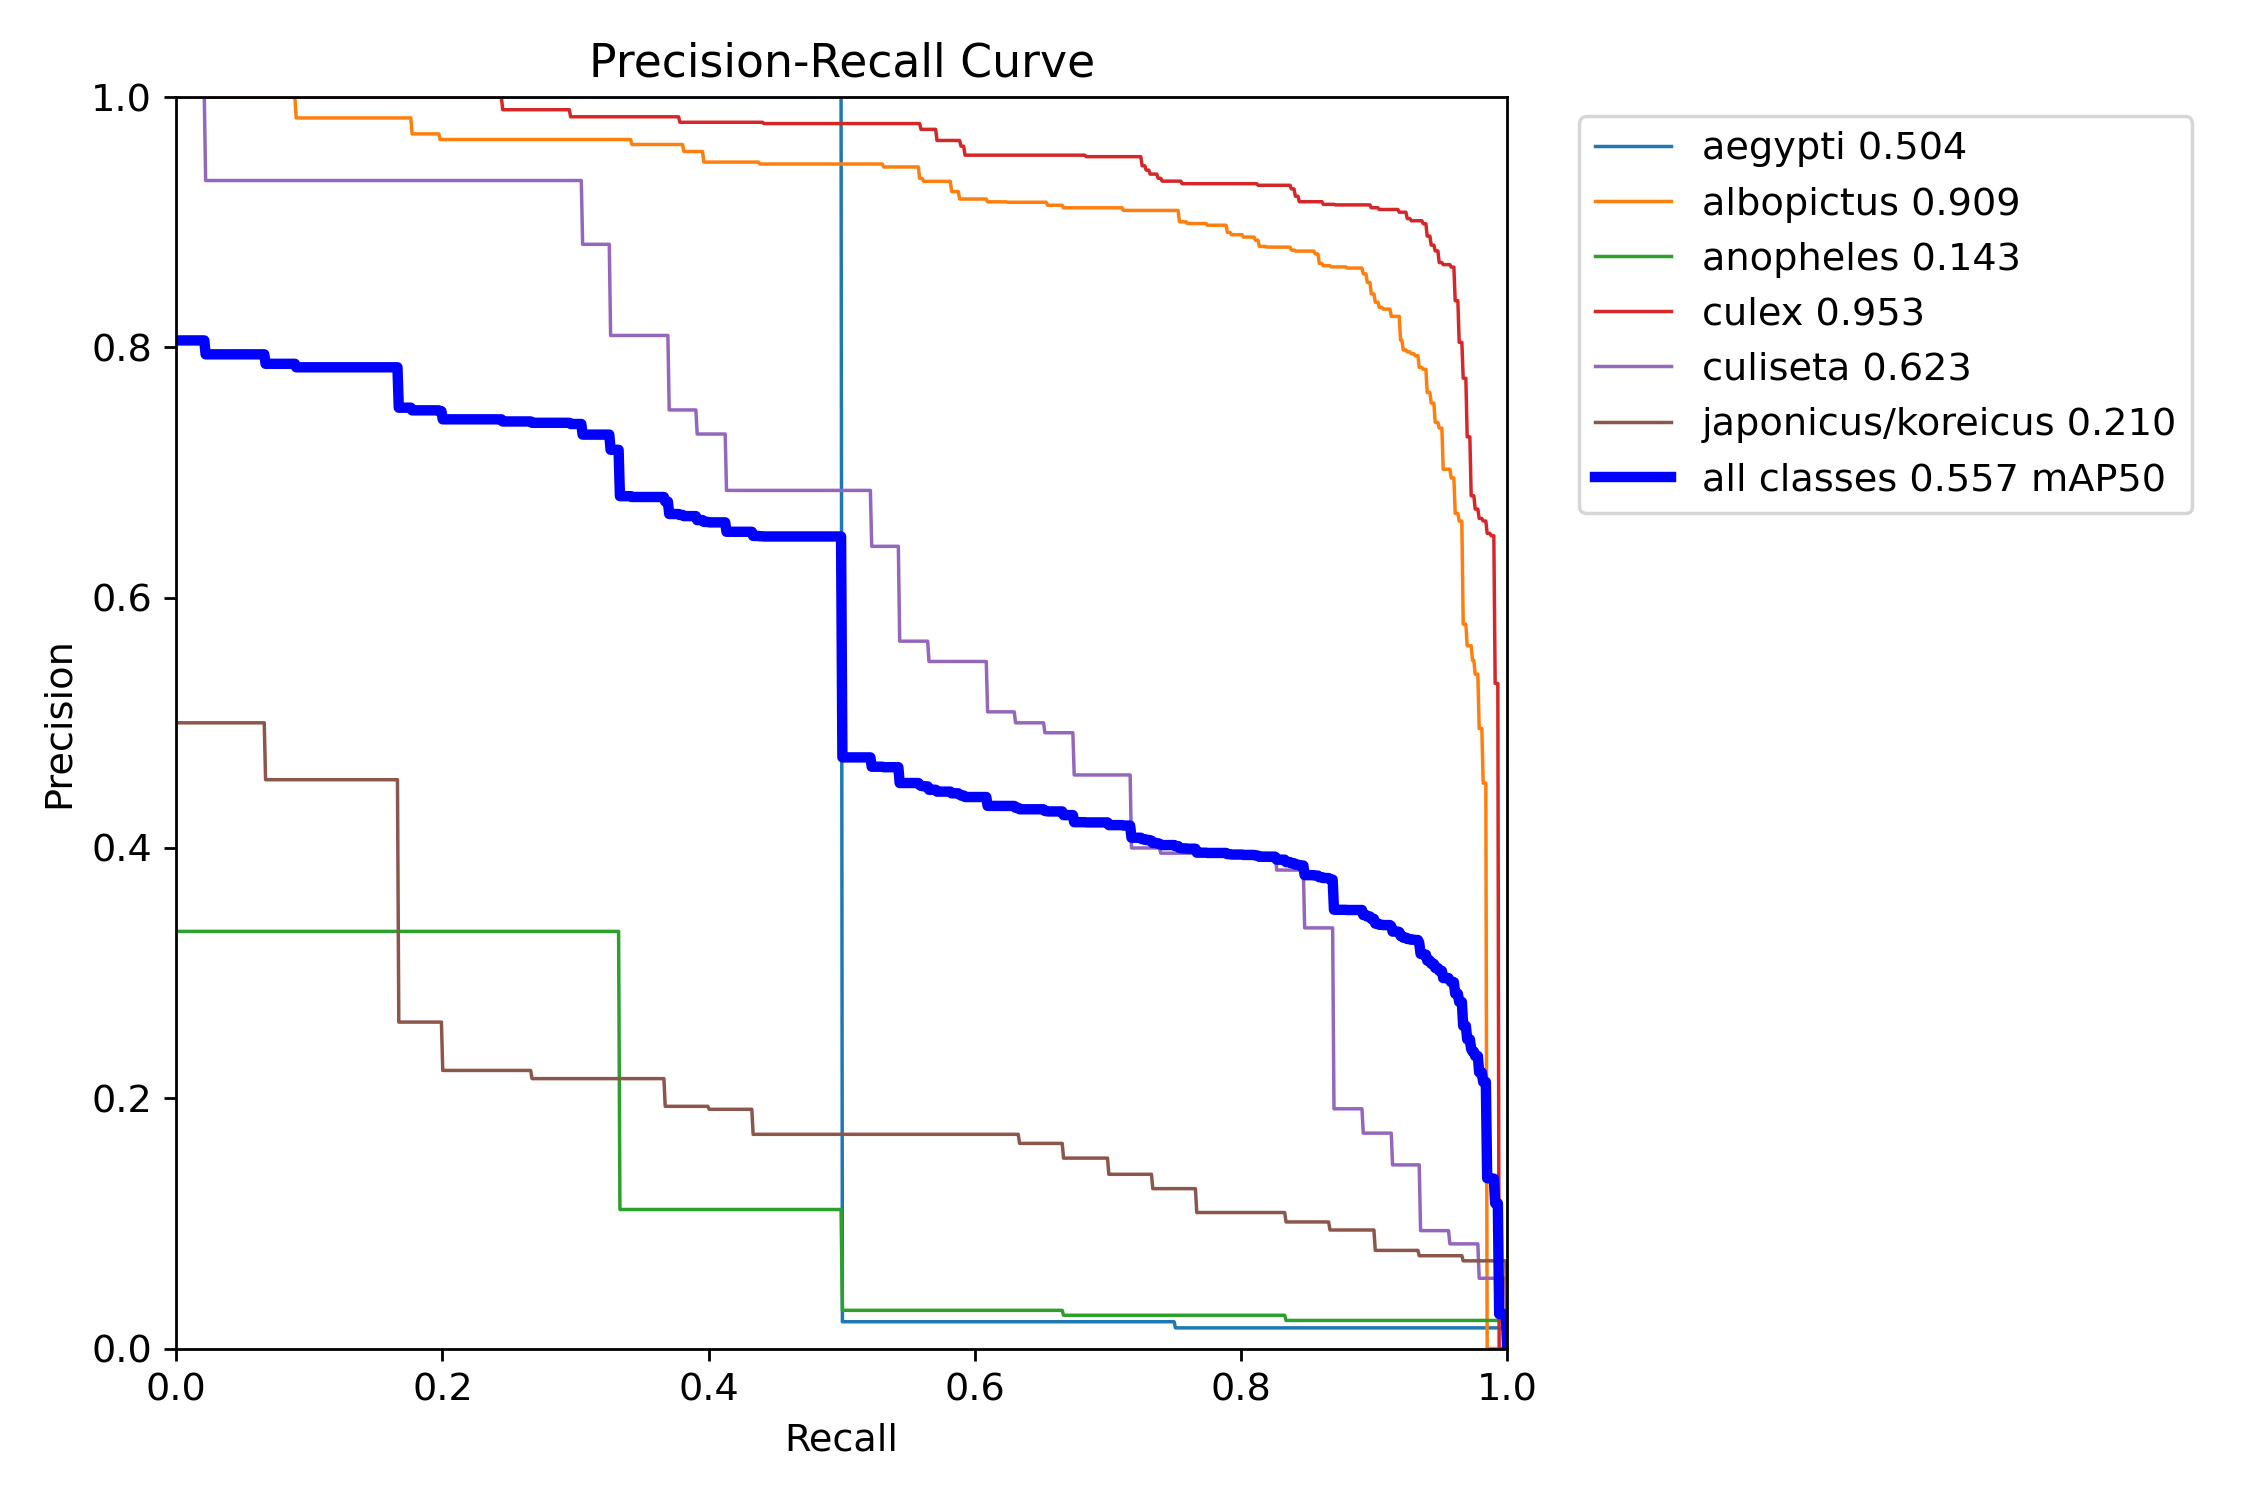 Precision-Recall Curve
1.0
0.8
0.6
0.4
0.2
0.0
Precision
0.0 0.2 0.4 0.6 0.8 1.0
Recall
aegypti 0.504
albopictus 0.909
anopheles 0.143
culex 0.953
culiseta 0.623
japonicus/koreicus 0.210
all classes 0.557 mAP50